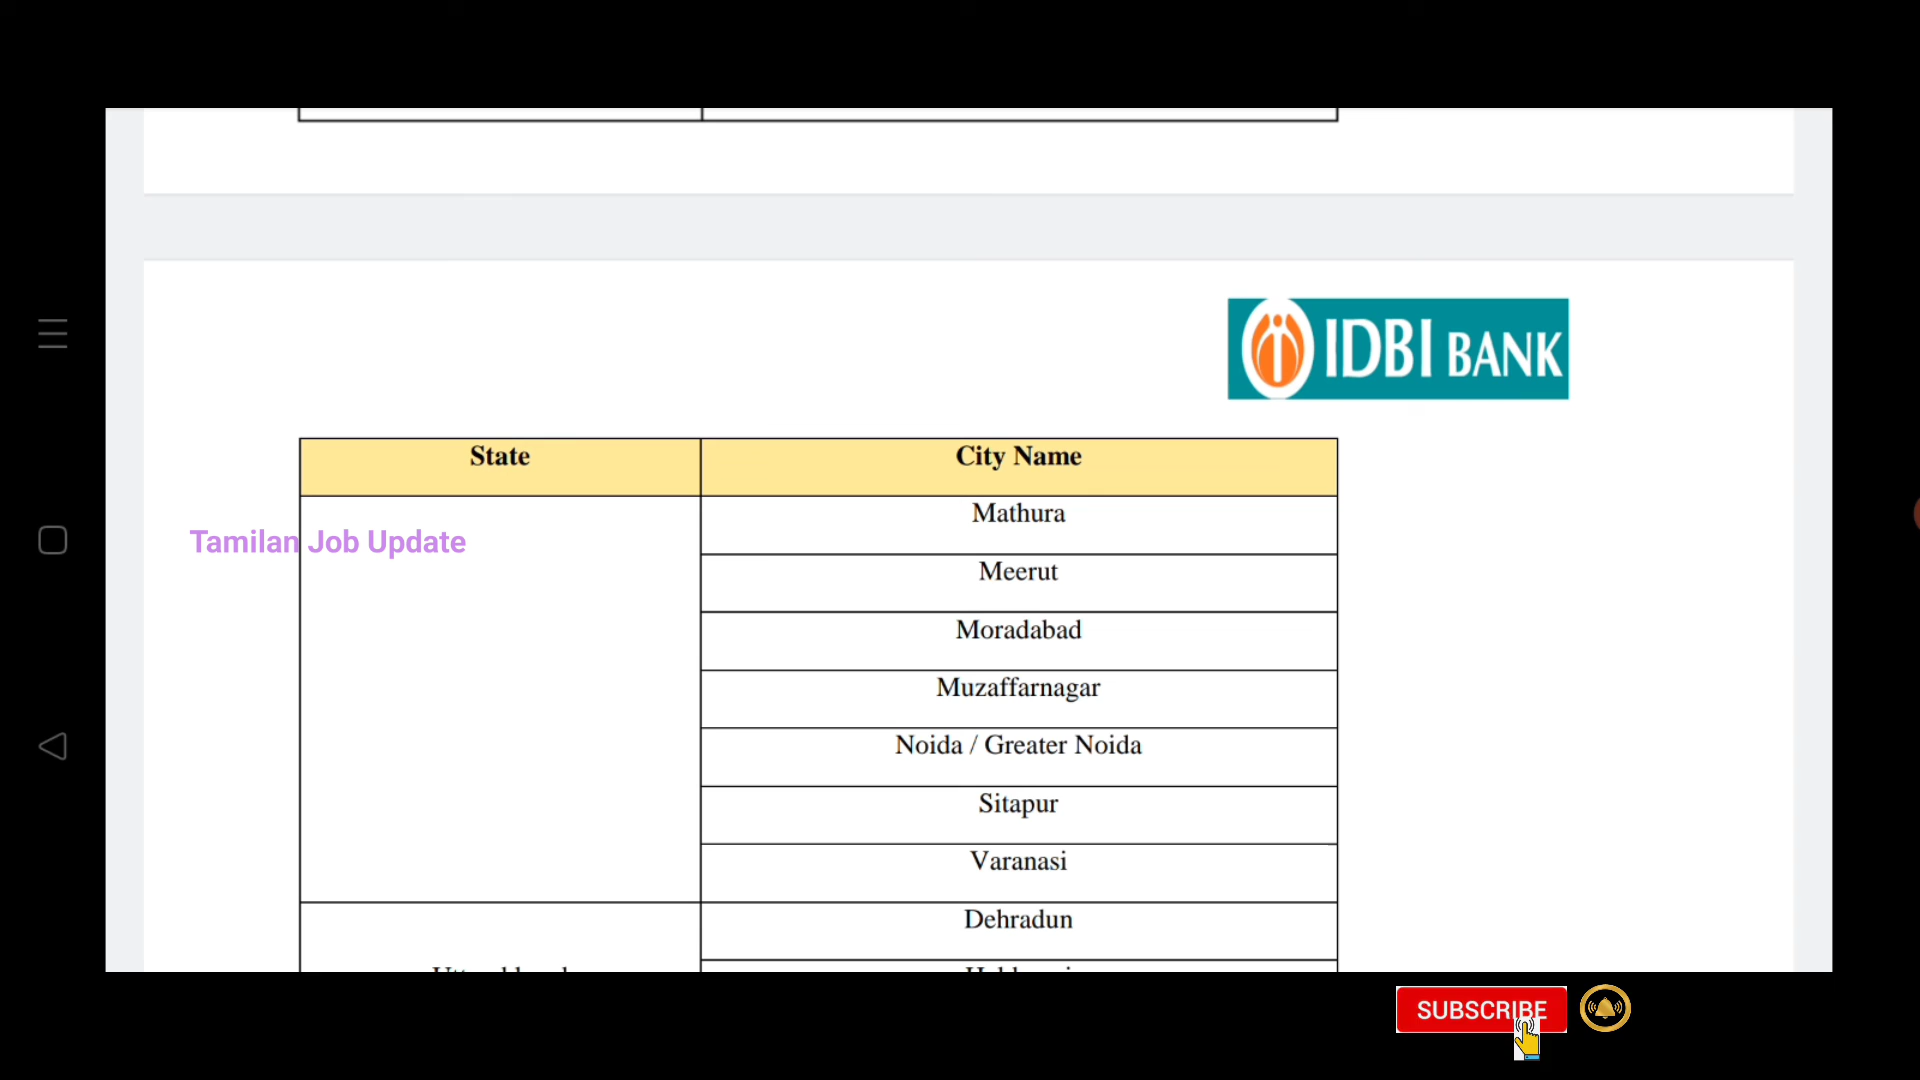 IDBI BANK
State City Name
Tamilan Job Update
Mathura
Meerut
Moradabad
Muzaffarnagar
Noida / Greater Noida
Sitapur
Varanasi
Dehradun
SUBSCRIBE